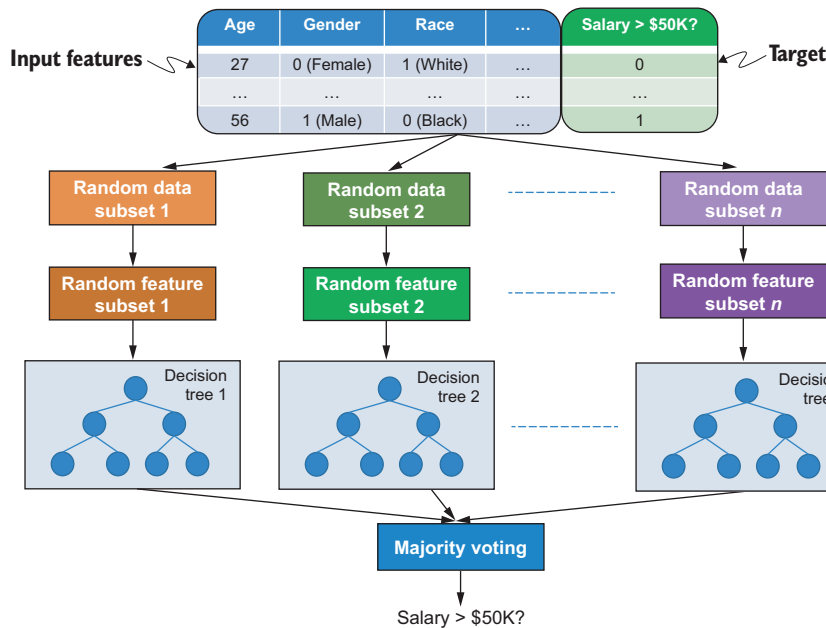 Age Gender Race … Salary > $50K?
Input features
Target
27 0 (Female) 1 (White) … 0
… … … … …
56 1 (Male) 0 (Black) … 1
Random data
subset 1
Random data
subset 2
Random data
subset n
Random feature
subset 1
Random feature
subset 2
Random feature
subset n
Decision
tree 1
Decision
tree 2
Decisio
tree
Majority voting
Salary > $50K?